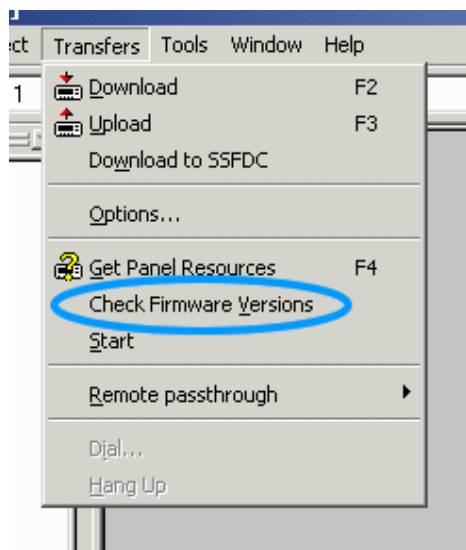 ct Transfers Tools Window Help
1
Download F2
Upload F3
Download to SSFDC
Options...
Get Panel Resources F4
Check Firmware Versions
Start
Remote passthrough
Dial...
Hang Up